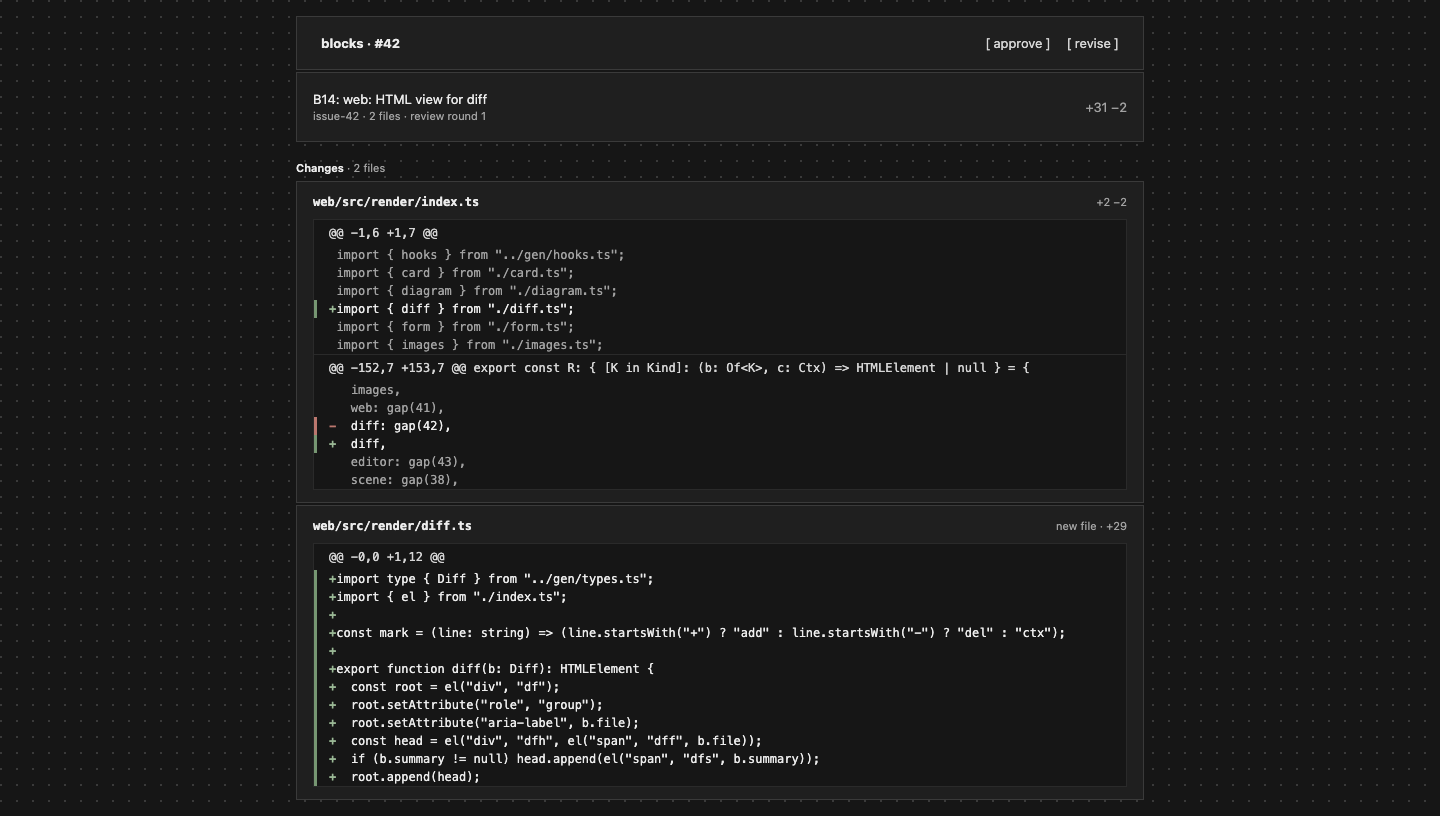 blocks · #42
[ approve ] [ revise ]
B14: web: HTML view for diff
issue-42 · 2 files · review round 1
+31 −2
Changes · 2 files
web/src/render/index.ts
+2 −2
@@ −1,6 +1,7 @@
 import { hooks } from "../gen/hooks.ts";
 import { card } from "./card.ts";
 import { diagram } from "./diagram.ts";
+import { diff } from "./diff.ts";
 import { form } from "./form.ts";
 import { images } from "./images.ts";
@@ −152,7 +153,7 @@ export const R: { [K in Kind]: (b: Of<K>, c: Ctx) => HTMLElement | null } = {
   images,
   web: gap(41),
−  diff: gap(42),
+  diff,
   editor: gap(43),
   scene: gap(38),
web/src/render/diff.ts
new file · +29
@@ −0,0 +1,12 @@
+import type { Diff } from "../gen/types.ts";
+import { el } from "./index.ts";
+
+const mark = (line: string) => (line.startsWith("+") ? "add" : line.startsWith("−") ? "del" : "ctx");
+
+export function diff(b: Diff): HTMLElement {
+  const root = el("div", "df");
+  root.setAttribute("role", "group");
+  root.setAttribute("aria−label", b.file);
+  const head = el("div", "dfh", el("span", "dff", b.file));
+  if (b.summary != null) head.append(el("span", "dfs", b.summary));
+  root.append(head);